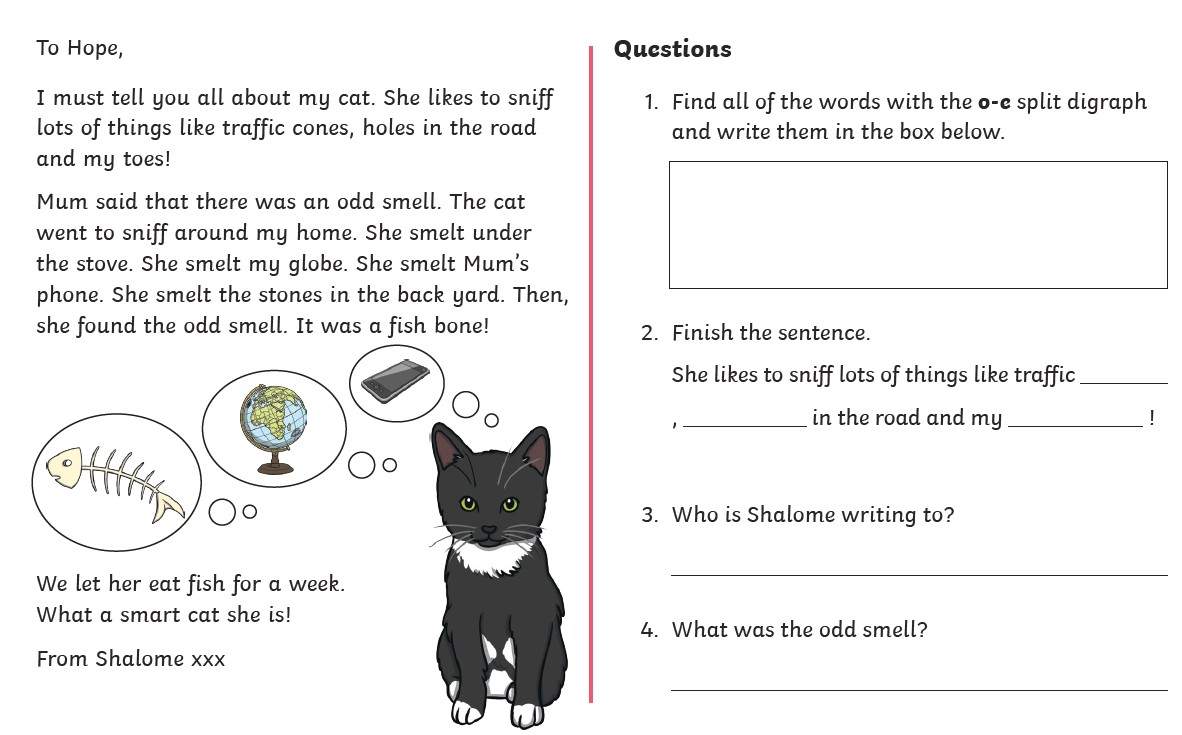 To Hope,
I must tell you all about my cat. She likes to sniff
lots of things like traffic cones, holes in the road
and my toes!
Mum said that there was an odd smell. The cat
went to sniff around my home. She smelt under
the stove. She smelt my globe. She smelt Mum's
phone. She smelt the stones in the back yard. Then,
she found the odd smell. It was a fish bone!
We let her eat fish for a week.
What a smart cat she is!
From Shalome xxx
Questions
1. Find all of the words with the o-e split digraph
and write them in the box below.
2. Finish the sentence.
She likes to sniff lots of things like traffic ________
, ___________ in the road and my ____________ !
3. Who is Shalome writing to?
4. What was the odd smell?